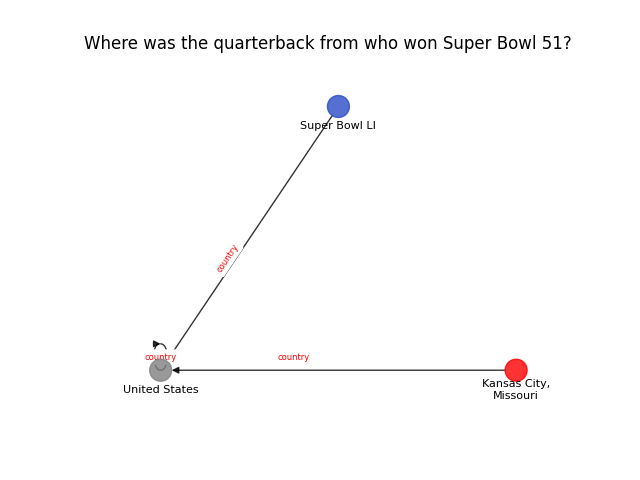 Where was the quarterback from who won Super Bowl 51?
Super Bowl LI
country
country
country
United States
Kansas City,
Missouri